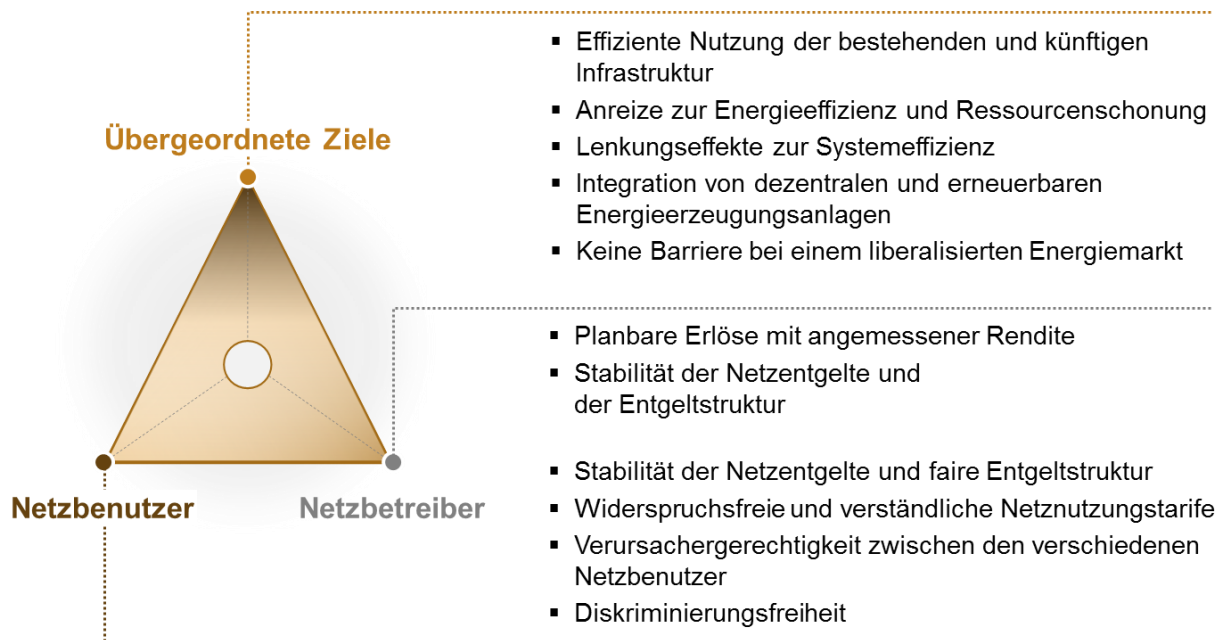 ▪ Effiziente Nutzung der bestehenden und künftigen
Infrastruktur
▪ Anreize zur Energieeffizienz und Ressourcenschonung
Übergeordnete Ziele
▪ Lenkungseffekte zur Systemeffizienz
▪ Integration von dezentralen und erneuerbaren
Energieerzeugungsanlagen
▪ Keine Barriere bei einem liberalisierten Energiemarkt
▪ Planbare Erlöse mit angemessener Rendite
▪ Stabilität der Netzentgelte und
der Entgeltstruktur
▪ Stabilität der Netzentgelte und faire Entgeltstruktur
Netzbenutzer
Netzbetreiber
▪ Widerspruchsfreie und verständliche Netznutzungstarife
▪ Verursachergerechtigkeit zwischen den verschiedenen
Netzbenutzer
▪ Diskriminierungsfreiheit